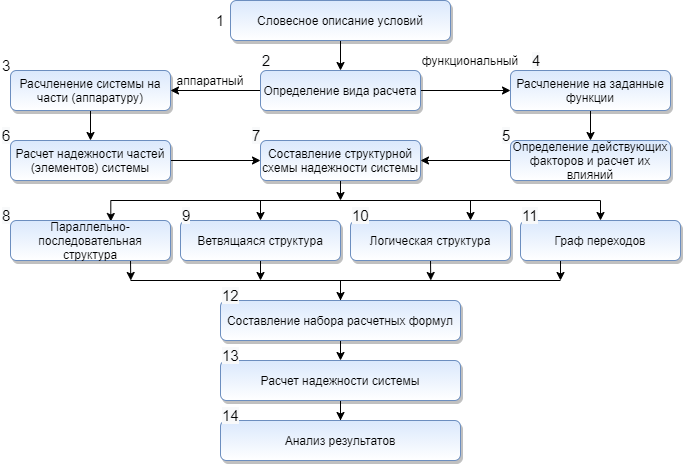 1
Словесное описание условий
2
Определение вида расчета
аппаратный
функциональный
3
Расчленение системы на
части (аппаратуру)
4
Расчленение на заданные
функции
6
Расчет надежности частей
(элементов) системы
7
Составление структурной
схемы надежности системы
5
Определение действующих
факторов и расчет их
влияний
8
Параллельно-
последовательная
структура
9
Ветвящаяся структура
10
Логическая структура
11
Граф переходов
12
Составление набора расчетных формул
13
Расчет надежности системы
14
Анализ результатов